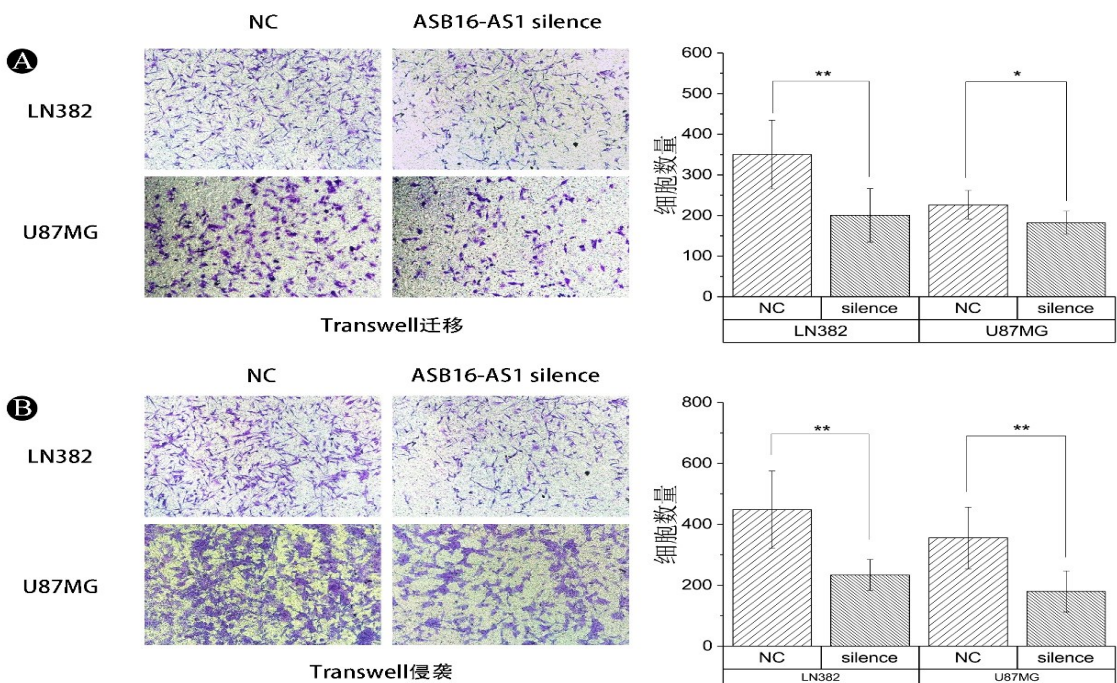 NC ASB16-AS1 silence
A
LN382
U87MG
Transwell迁移
细胞数量
600
500
400
300
200
100
0
** *
NC silence NC silence
LN382 U87MG
NC ASB16-AS1 silence
B
LN382
U87MG
Transwell侵袭
细胞数量
800
600
400
200
0
** **
NC silence NC silence
LN382 U87MG